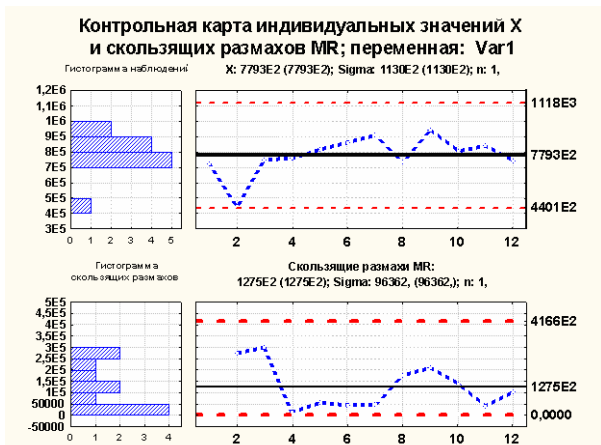 Контрольная карта индивидуальных значений X
и скользящих размахов MR; переменная: Var1
Гистограмма наблюдений
X: 7793E2 (7793E2); Sigma: 1130E2 (1130E2); n: 1,
1,2E6
1,1E6
1E6
9E5
8E5
7E5
6E5
5E5
4E5
3E5
0 1 2 3 4 5
2 4 6 8 10 12
1118E3
7793E2
4401E2
Гистограмма
скользящих размахов
Скользящие размахи MR:
1275E2 (1275E2); Sigma: 96362, (96362,); n: 1,
5E5
4,5E5
4E5
3,5E5
3E5
2,5E5
2E5
1,5E5
1E5
50000
0
-50000
0 1 2 3 4
2 4 6 8 10 12
4166E2
1275E2
0,0000